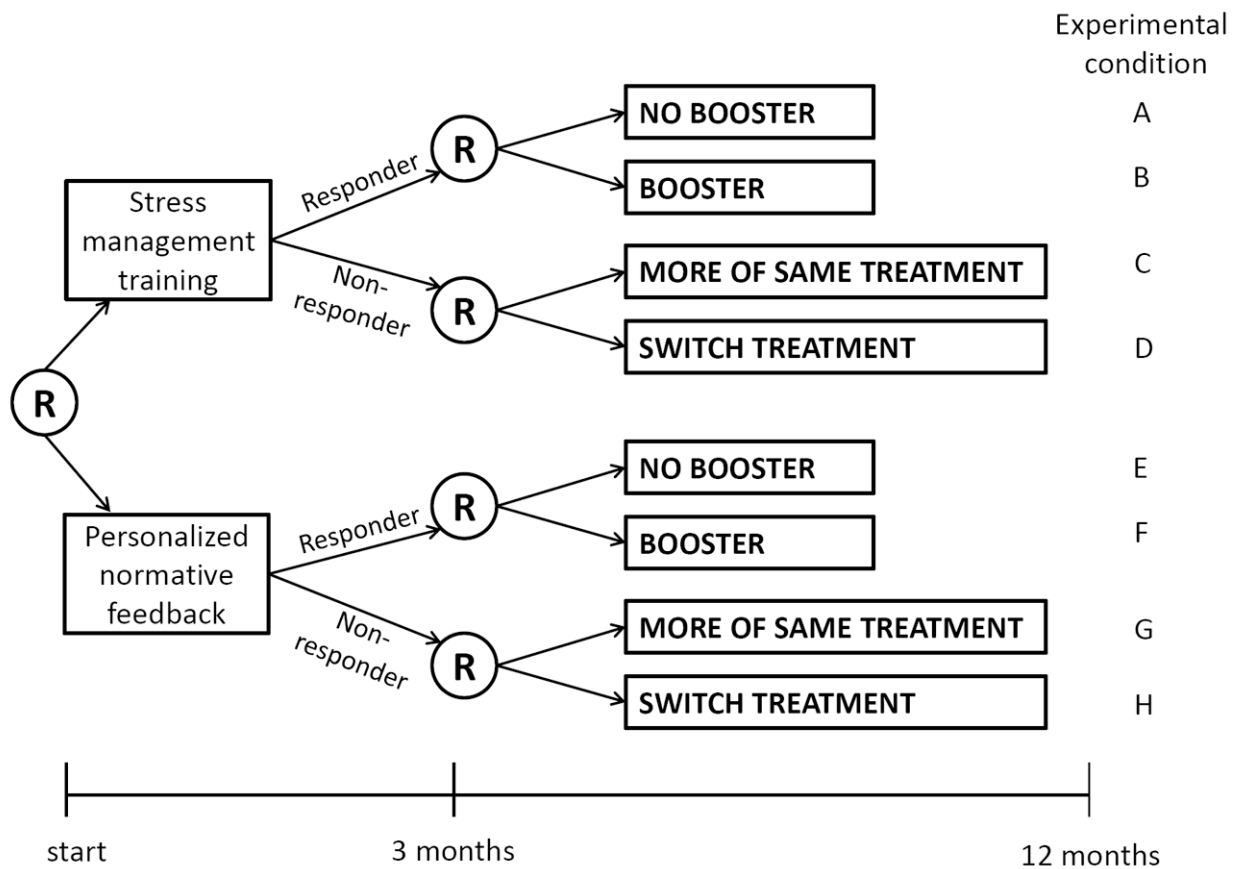 Experimental
condition
R
Stress
management
training
Responder
Non-
responder
R
NO BOOSTER
A
BOOSTER
B
R
MORE OF SAME TREATMENT
C
SWITCH TREATMENT
D
Personalized
normative
feedback
Responder
Non-
responder
R
NO BOOSTER
E
BOOSTER
F
R
MORE OF SAME TREATMENT
G
SWITCH TREATMENT
H
start
3 months
12 months